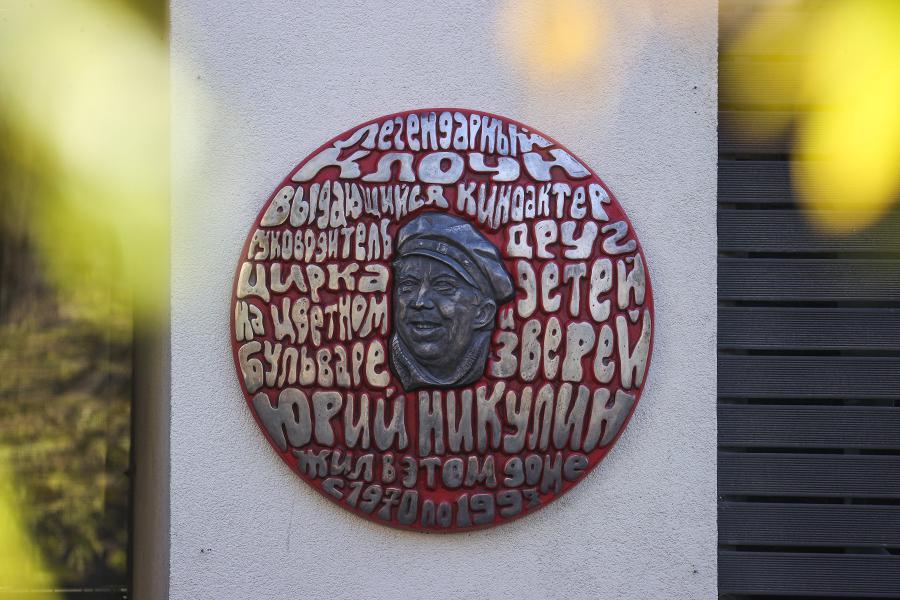 Легендарный
клоун
выдающийся киноактер
руководитель
цирка
на цветном
бульваре
друг
детей
и
зверей
Юрий Никулин
жил в этом доме
с 1970 по 1997